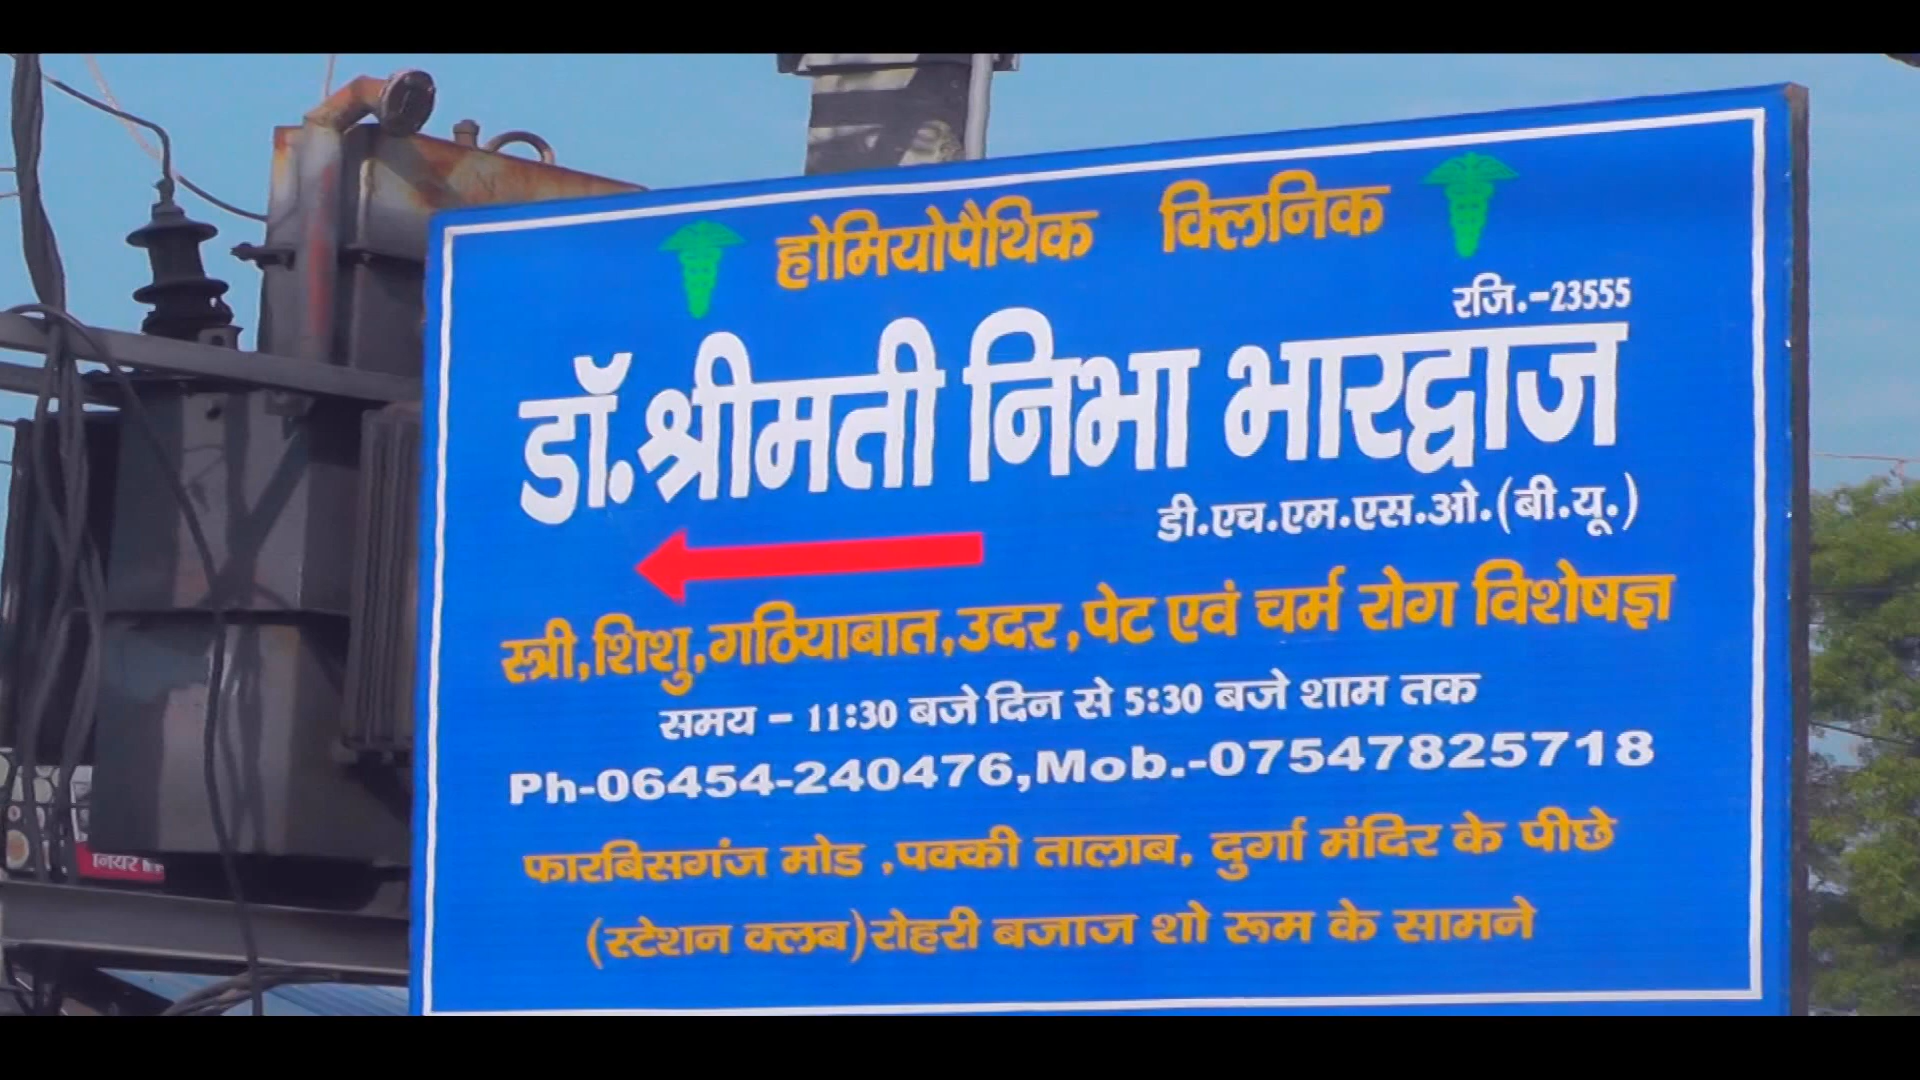 होमियोपैथिक क्लिनिक
रजि.-23555
डॉ.श्रीमती निभा भारद्वाज
डी.एच.एम.एस.ओ.(बी.यू.)
स्त्री,शिशु,गठियाबात,उदर,पेट एवं चर्म रोग विशेषज्ञ
समय - 11:30 बजे दिन से 5:30 बजे शाम तक
Ph-06454-240476,Mob.-07547825718
फारबिसगंज मोड ,पक्की तालाब, दुर्गा मंदिर के पीछे
(स्टेशन क्लब)रोहरी बजाज शो रूम के सामने
नियर